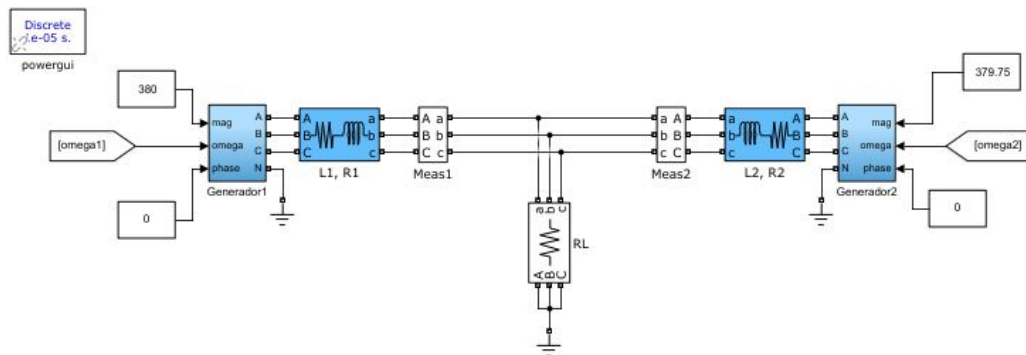 Discrete
.e-05 s.
powergui
380
[omega1]
0
mag
omega
phase
A
B
C
N
Generador1
A a
B b
C c
L1, R1
A a
B b
C c
Meas1
a b c
A B C
RL
a A
b B
c C
Meas2
a A
b B
c C
L2, R2
A
B
C
N
mag
omega
phase
Generador2
379.75
[omega2]
0